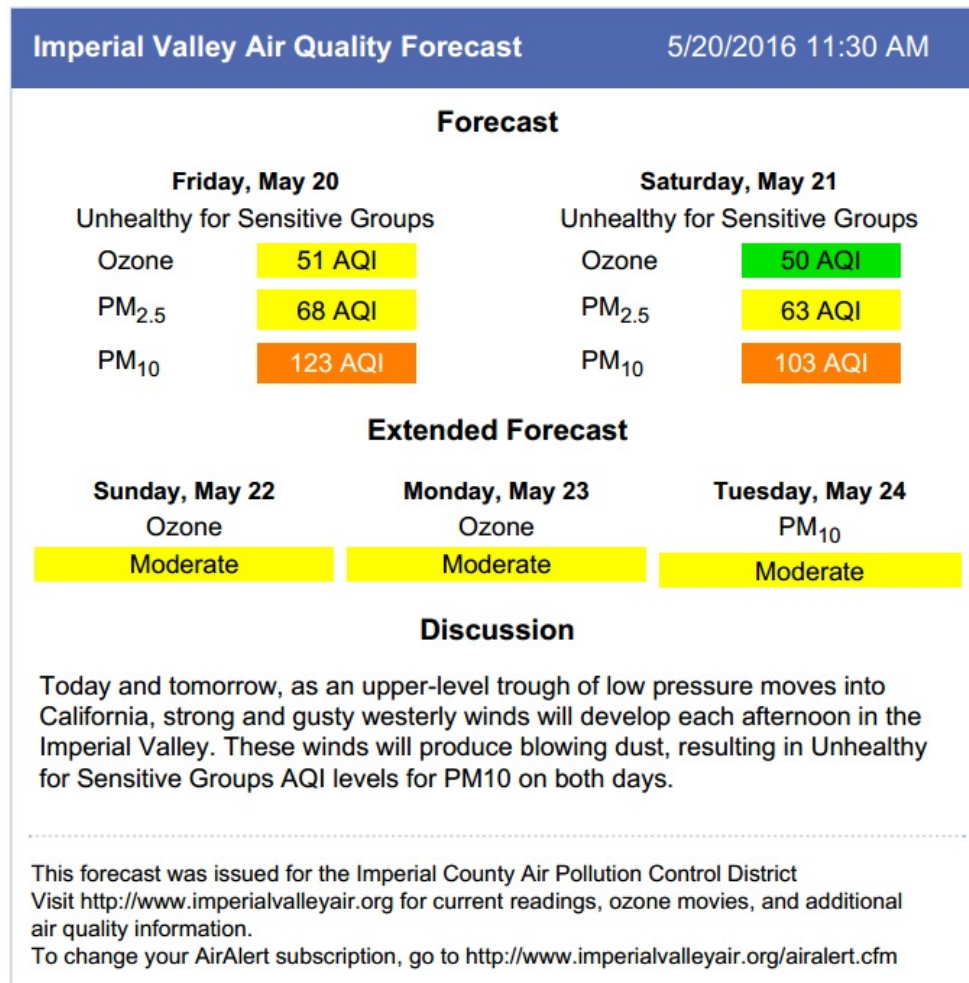 Imperial Valley Air Quality Forecast 5/20/2016 11:30 AM
Forecast
Friday, May 20 Saturday, May 21
Unhealthy for Sensitive Groups Unhealthy for Sensitive Groups
Ozone 51 AQI Ozone 50 AQI
PM2.5 68 AQI PM2.5 63 AQI
PM10 123 AQI PM10 103 AQI
Extended Forecast
Sunday, May 22 Monday, May 23 Tuesday, May 24
Ozone Ozone PM10
Moderate Moderate Moderate
Discussion
Today and tomorrow, as an upper-level trough of low pressure moves into
California, strong and gusty westerly winds will develop each afternoon in the
Imperial Valley. These winds will produce blowing dust, resulting in Unhealthy
for Sensitive Groups AQI levels for PM10 on both days.
This forecast was issued for the Imperial County Air Pollution Control District
Visit http://www.imperialvalleyair.org for current readings, ozone movies, and additional
air quality information.
To change your AirAlert subscription, go to http://www.imperialvalleyair.org/airalert.cfm